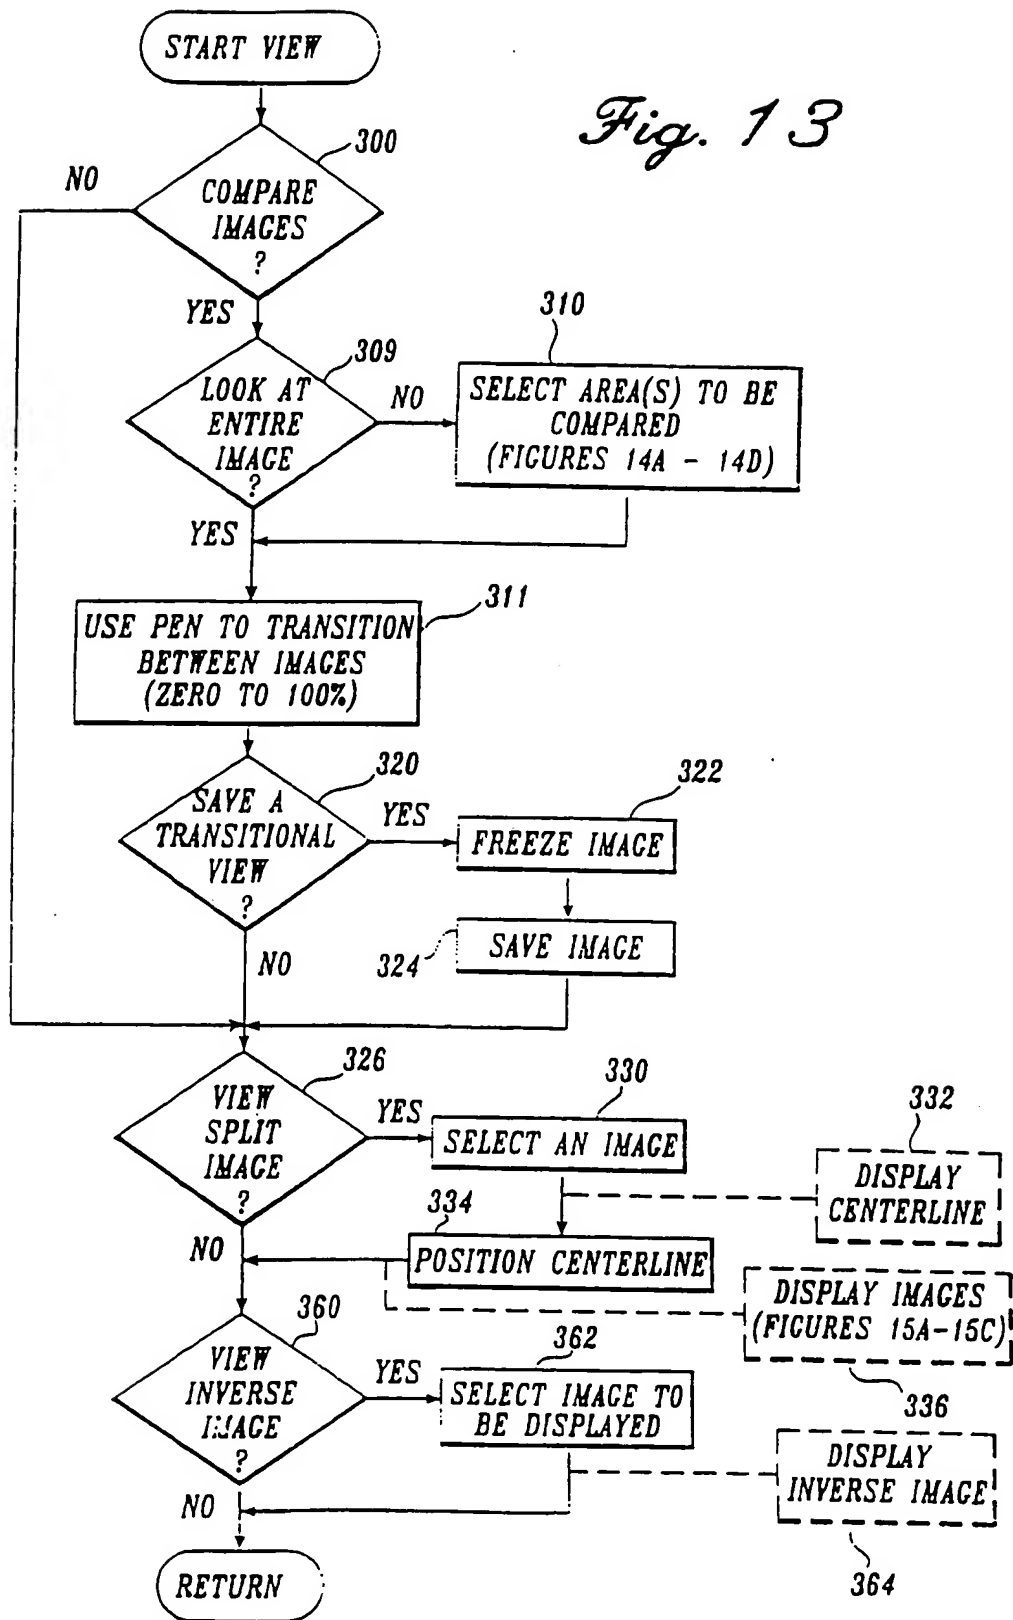 START VIEW
Fig. 13
300
NO
COMPARE
IMAGES
?
YES
309
310
LOOK AT
ENTIRE
IMAGE
?
NO
SELECT AREA(S) TO BE
COMPARED
(FIGURES 14A - 14D)
YES
311
USE PEN TO TRANSITION
BETWEEN IMAGES
(ZERO TO 100%)
320
322
SAVE A
TRANSITIONAL
VIEW
?
YES
FREEZE IMAGE
324
SAVE IMAGE
NO
326
330
332
VIEW
SPLIT
IMAGE
?
YES
SELECT AN IMAGE
DISPLAY
CENTERLINE
334
NO
POSITION CENTERLINE
DISPLAY IMAGES
(FIGURES 15A-15C)
336
360
362
VIEW
INVERSE
IMAGE
?
YES
SELECT IMAGE TO
BE DISPLAYED
DISPLAY
INVERSE IMAGE
364
NO
RETURN